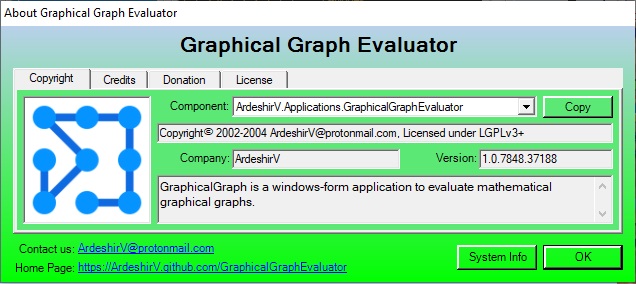 About Graphical Graph Evaluator
Graphical Graph Evaluator
Copyright Credits Donation License
Component: ArdeshirV.Applications.GraphicalGraphEvaluator Copy
Copyright© 2002-2004 ArdeshirV@protonmail.com, Licensed under LGPLv3+
Company: ArdeshirV Version: 1.0.7848.37188
GraphicalGraph is a windows-form application to evaluate mathematical
graphical graphs.
Contact us: ArdeshirV@protonmail.com
System Info OK
Home Page: https://ArdeshirV.github.com/GraphicalGraphEvaluator